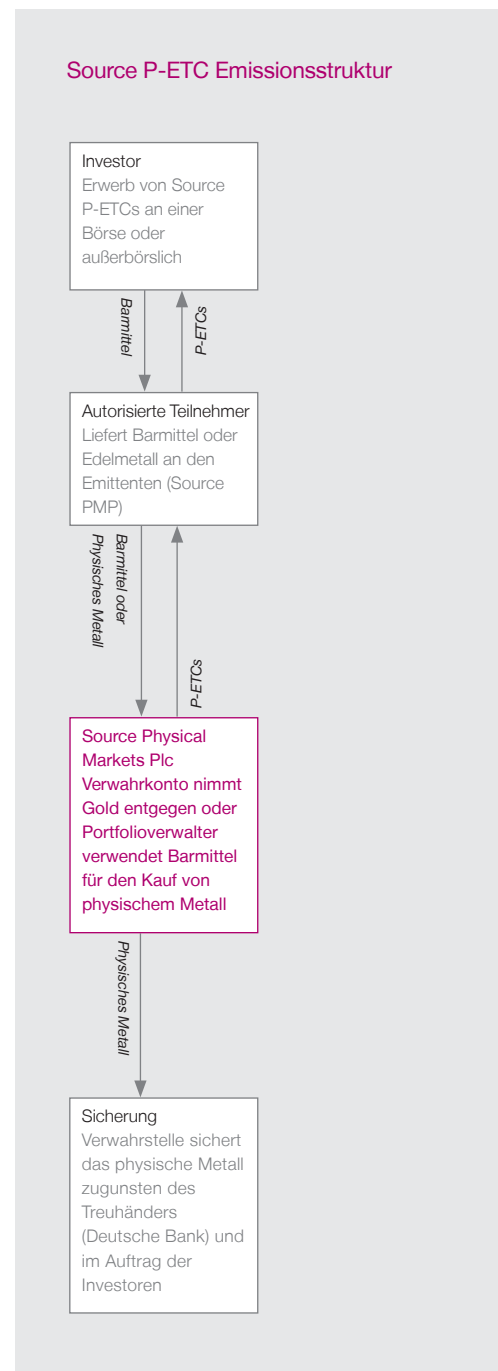 Source P-ETC Emissionsstruktur
Investor
Erwerb von Source
P-ETCs an einer
Börse oder
außerbörslich
Barmittel
P-ETCs
Autorisierte Teilnehmer
Liefert Barmittel oder
Edelmetall an den
Emittenten (Source
PMP)
Barmittel oder
Physisches Metall
P-ETCs
Source Physical
Markets Plc
Verwahrkonto nimmt
Gold entgegen oder
Portfolioverwalter
verwendet Barmittel
für den Kauf von
physischem Metall
Physisches Metall
Sicherung
Verwahrstelle sichert
das physische Metall
zugunsten des
Treuhänders
(Deutsche Bank) und
im Auftrag der
Investoren